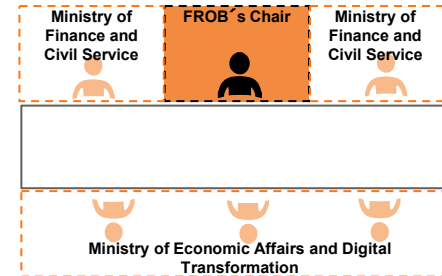 Ministry of
Finance and
Civil Service
FROB´s Chair
Ministry of
Finance and
Civil Service
Ministry of Economic Affairs and Digital
Transformation